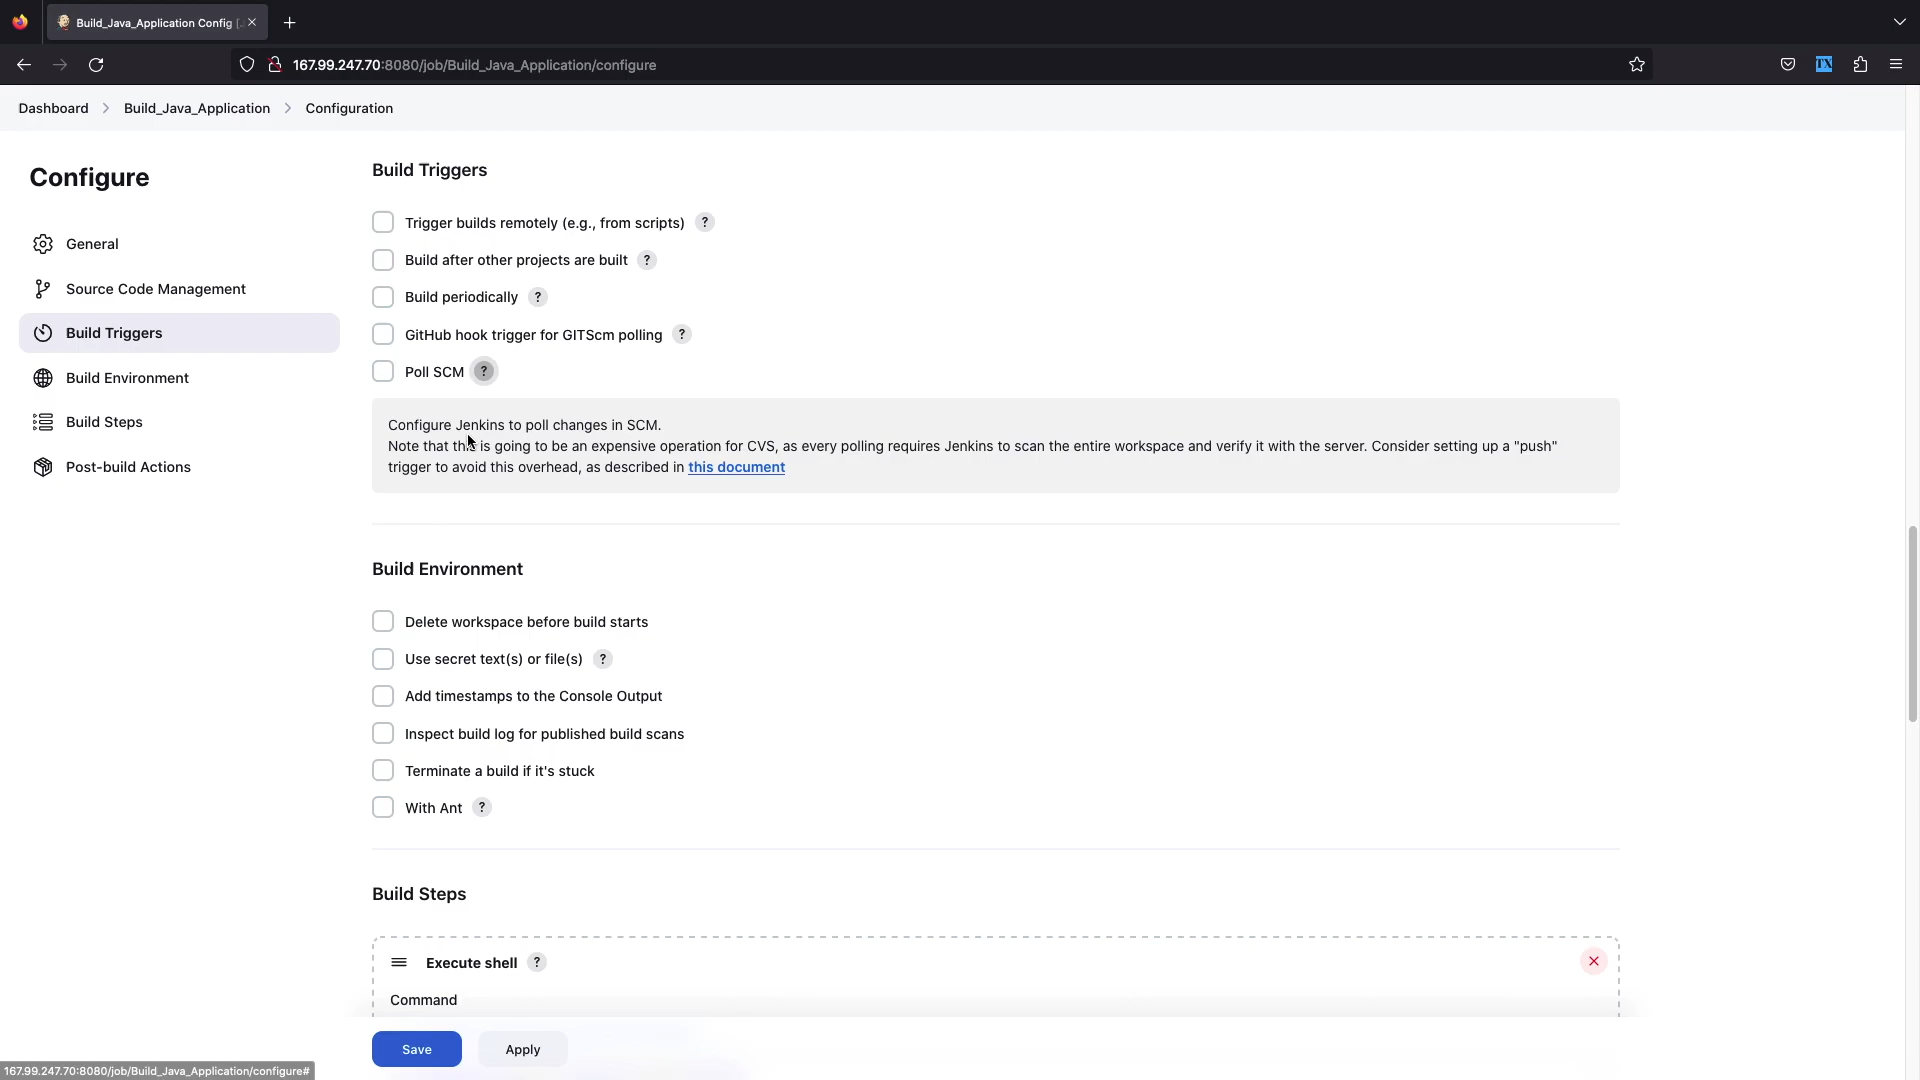 Build_Java_Application Config [
167.99.247.70:8080/job/Build_Java_Application/configure
Dashboard
Build_Java_Application
Configuration
Configure
General
Source Code Management
Build Triggers
Build Environment
Build Steps
Post-build Actions
Build Triggers
Trigger builds remotely (e.g., from scripts) ?
Build after other projects are built ?
Build periodically ?
GitHub hook trigger for GITScm polling ?
Poll SCM ?
Configure Jenkins to poll changes in SCM.
Note that this is going to be an expensive operation for CVS, as every polling requires Jenkins to scan the entire workspace and verify it with the server. Consider setting up a "push"
trigger to avoid this overhead, as described in this document
Build Environment
Delete workspace before build starts
Use secret text(s) or file(s) ?
Add timestamps to the Console Output
Inspect build log for published build scans
Terminate a build if it's stuck
With Ant ?
Build Steps
Execute shell ?
Command
Save
Apply
167.99.247.70:8080/job/Build_Java_Application/configure#